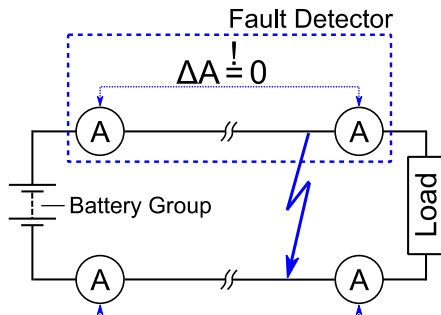 Fault Detector
!
ΔA = 0
A
A
Battery Group
Load
A
A